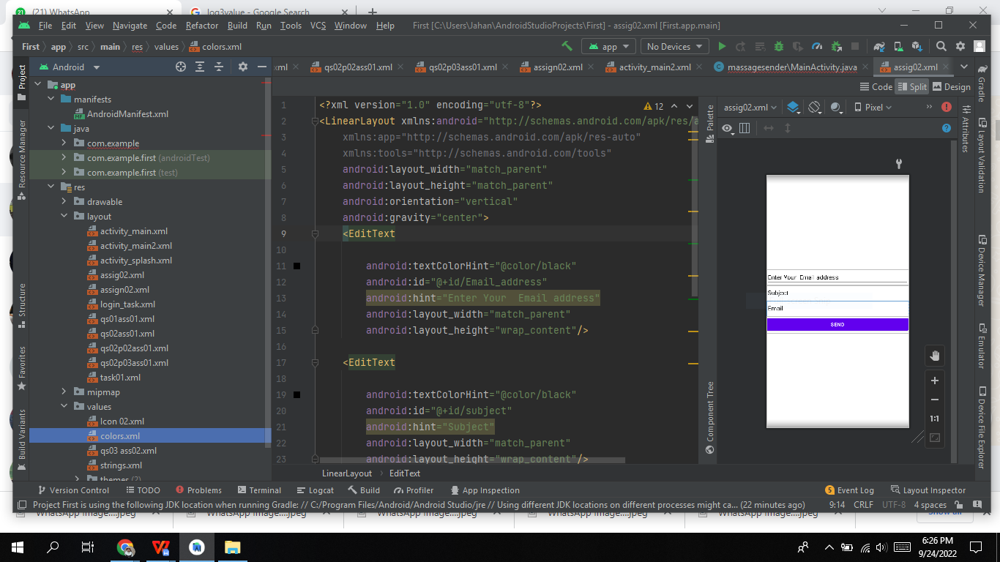 (21) WhatsApp
log3value - Google Search
File Edit View Navigate Code Refactor Build Run Tools VCS Window Help First [C:\Users\Jahan\AndroidStudioProjects\First] - assig02.xml [First.app.main]
First app src main res values colors.xml
app No Devices
Android
xml qs02p02ass01.xml qs02p03ass01.xml assign02.xml activity_main2.xml massagesender\MainActivity.java assig02.xml
Code Split Design
Project
Resource Manager
Structure
Favorites
Build Variants
app
manifests
AndroidManifest.xml
java
com.example
com.example.first (androidTest)
com.example.first (test)
res
drawable
layout
activity_main.xml
activity_main2.xml
activity_splash.xml
assig02.xml
assign02.xml
login_task.xml
qs01ass01.xml
qs02ass01.xml
qs02p02ass01.xml
qs02p03ass01.xml
task01.xml
mipmap
values
Icon 02.xml
colors.xml
qs03 ass02.xml
strings.xml
themes (2)
12
1 <?xml version="1.0" encoding="utf-8"?>
2 <LinearLayout xmlns:android="http://schemas.android.com/apk/res/a
3 xmlns:app="http://schemas.android.com/apk/res-auto"
4 xmlns:tools="http://schemas.android.com/tools"
5 android:layout_width="match_parent"
6 android:layout_height="match_parent"
7 android:orientation="vertical"
8 android:gravity="center">
9 <EditText
10
11 android:textColorHint="@color/black"
12 android:id="@+id/Email_address"
13 android:hint="Enter Your  Email address"
14 android:layout_width="match_parent"
15 android:layout_height="wrap_content"/>
16
17 <EditText
18
19 android:textColorHint="@color/black"
20 android:id="@+id/subject"
21 android:hint="Subject"
22 android:layout_width="match_parent"
23 android:layout_height="wrap_content"/>
LinearLayout EditText
Palette
Component Tree
assig02.xml Pixel
Enter Your  Email address
Subject
Email
SEND
1:1
Attributes
Gradle
Layout Validation
Device Manager
Emulator
Device File Explorer
Version Control TODO Problems Terminal Logcat Build Profiler App Inspection 5 Event Log Layout Inspector
Project First is using the following JDK location when running Gradle: // C:/Program Files/Android/Android Studio/jre // Using different JDK locations on different processes might ca... (22 minutes ago) 9:14 CRLF UTF-8 4 spaces
WhatsApp Image....jpeg WhatsApp Image....jpeg WhatsApp Image....jpeg WhatsApp Image....jpeg WhatsApp Image....jpeg Show all
6:26 PM
9/24/2022